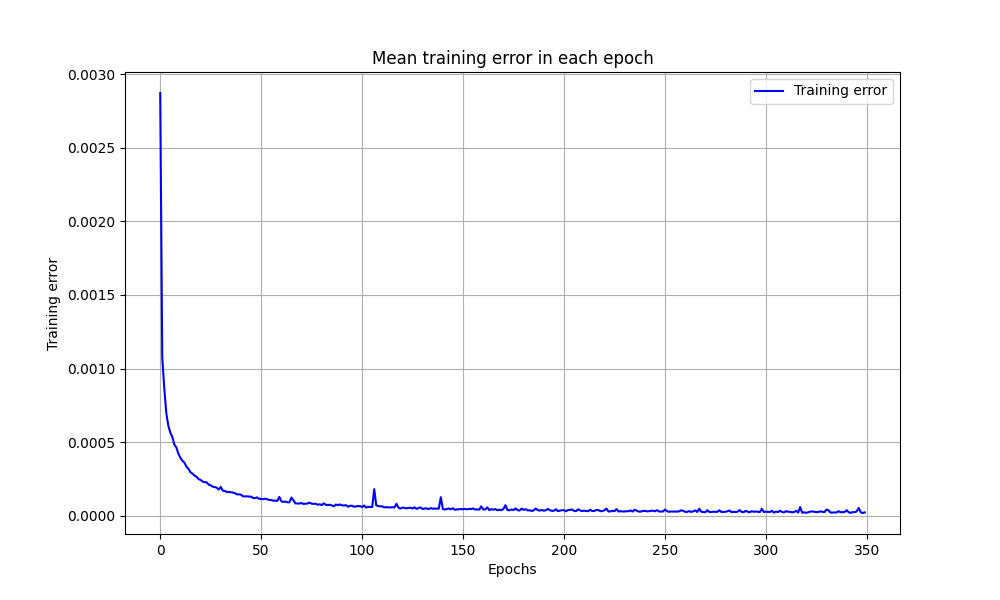 Mean training error in each epoch
Training error
0.0030
0.0025
0.0020
0.0015
0.0010
0.0005
0.0000
Training error
0 50 100 150 200 250 300 350
Epochs